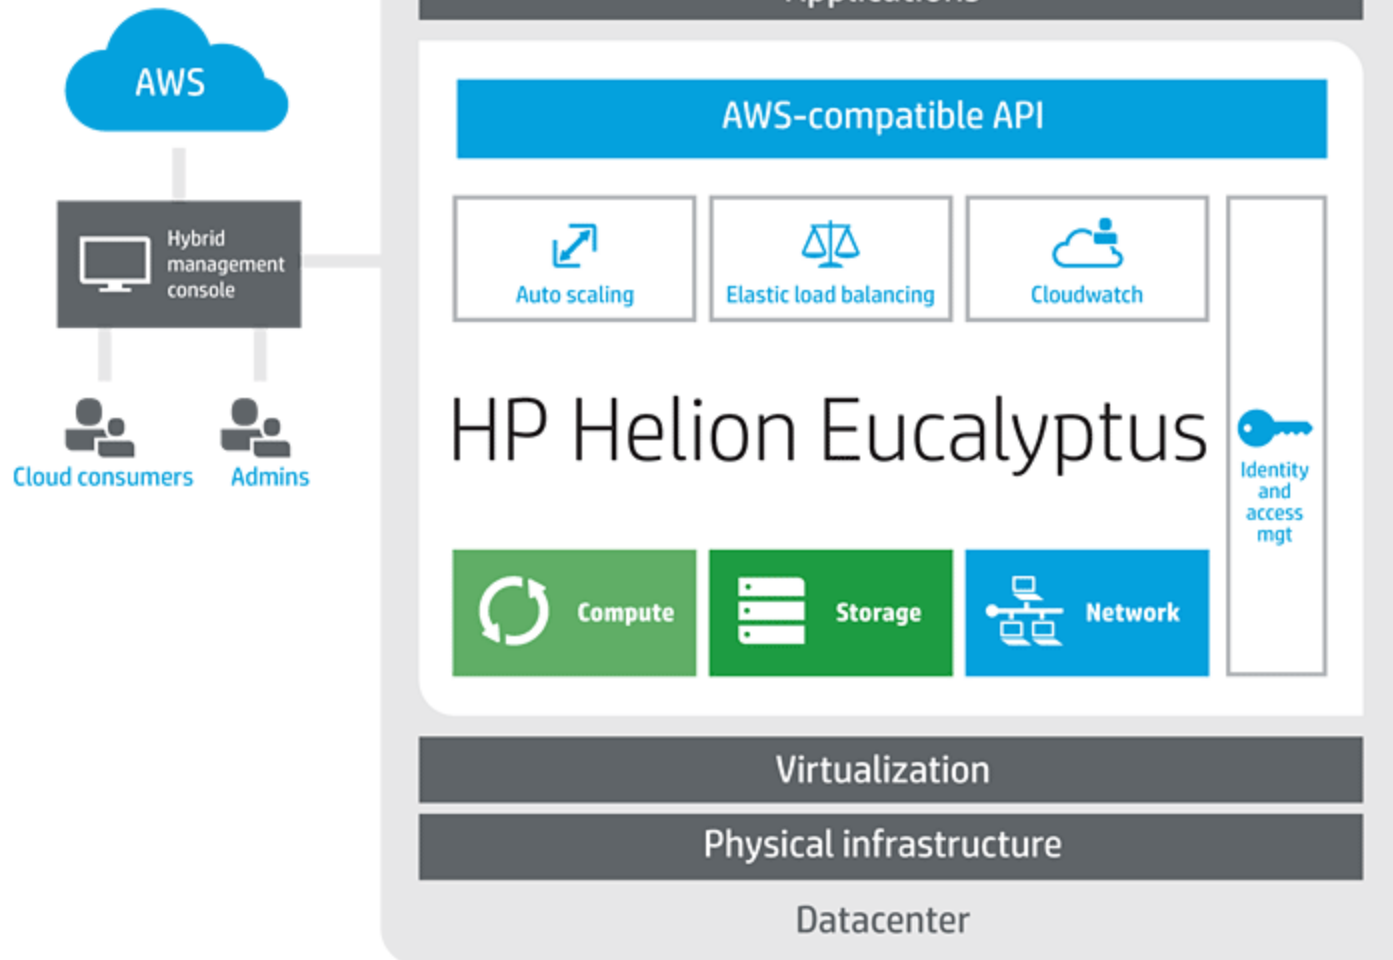 Applications
AWS
AWS-compatible API
Hybrid
management
console
Auto scaling
Elastic load balancing
Cloudwatch
HP Helion Eucalyptus
Identity
and
access
mgt
Cloud consumers
Admins
Compute
Storage
Network
Virtualization
Physical infrastructure
Datacenter